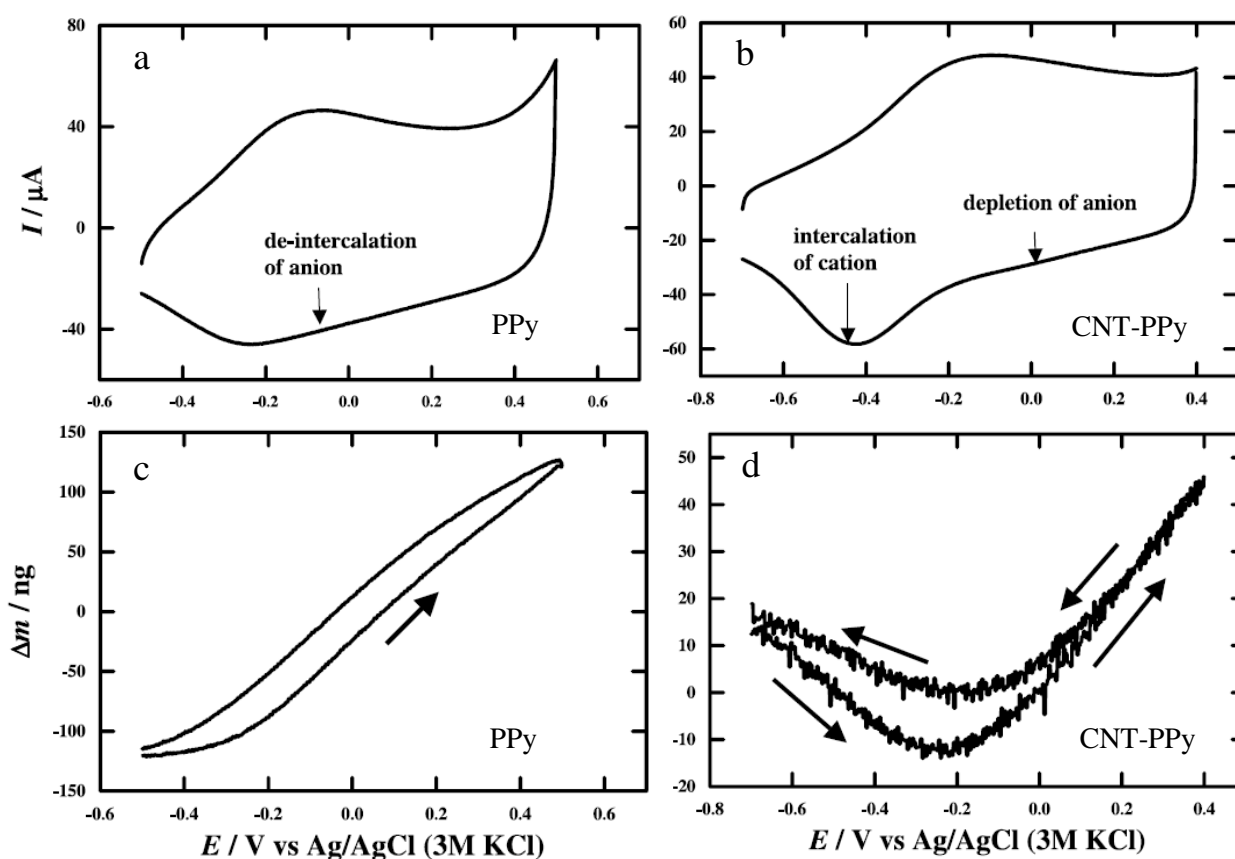 a
80
40
0
-40
-80
I / µA
de-intercalation
of anion
PPy
-0.6 -0.4 -0.2 0.0 0.2 0.4 0.6
b
60
40
20
0
-20
-40
-60
-80
depletion of anion
intercalation
of cation
CNT-PPy
-0.8 -0.6 -0.4 -0.2 0.0 0.2 0.4
c
150
100
50
0
-50
-100
-150
Δm / ng
PPy
-0.6 -0.4 -0.2 0.0 0.2 0.4 0.6
d
50
40
30
20
10
0
-10
-20
CNT-PPy
-0.8 -0.6 -0.4 -0.2 0.0 0.2 0.4
E / V vs Ag/AgCl (3M KCl)
E / V vs Ag/AgCl (3M KCl)